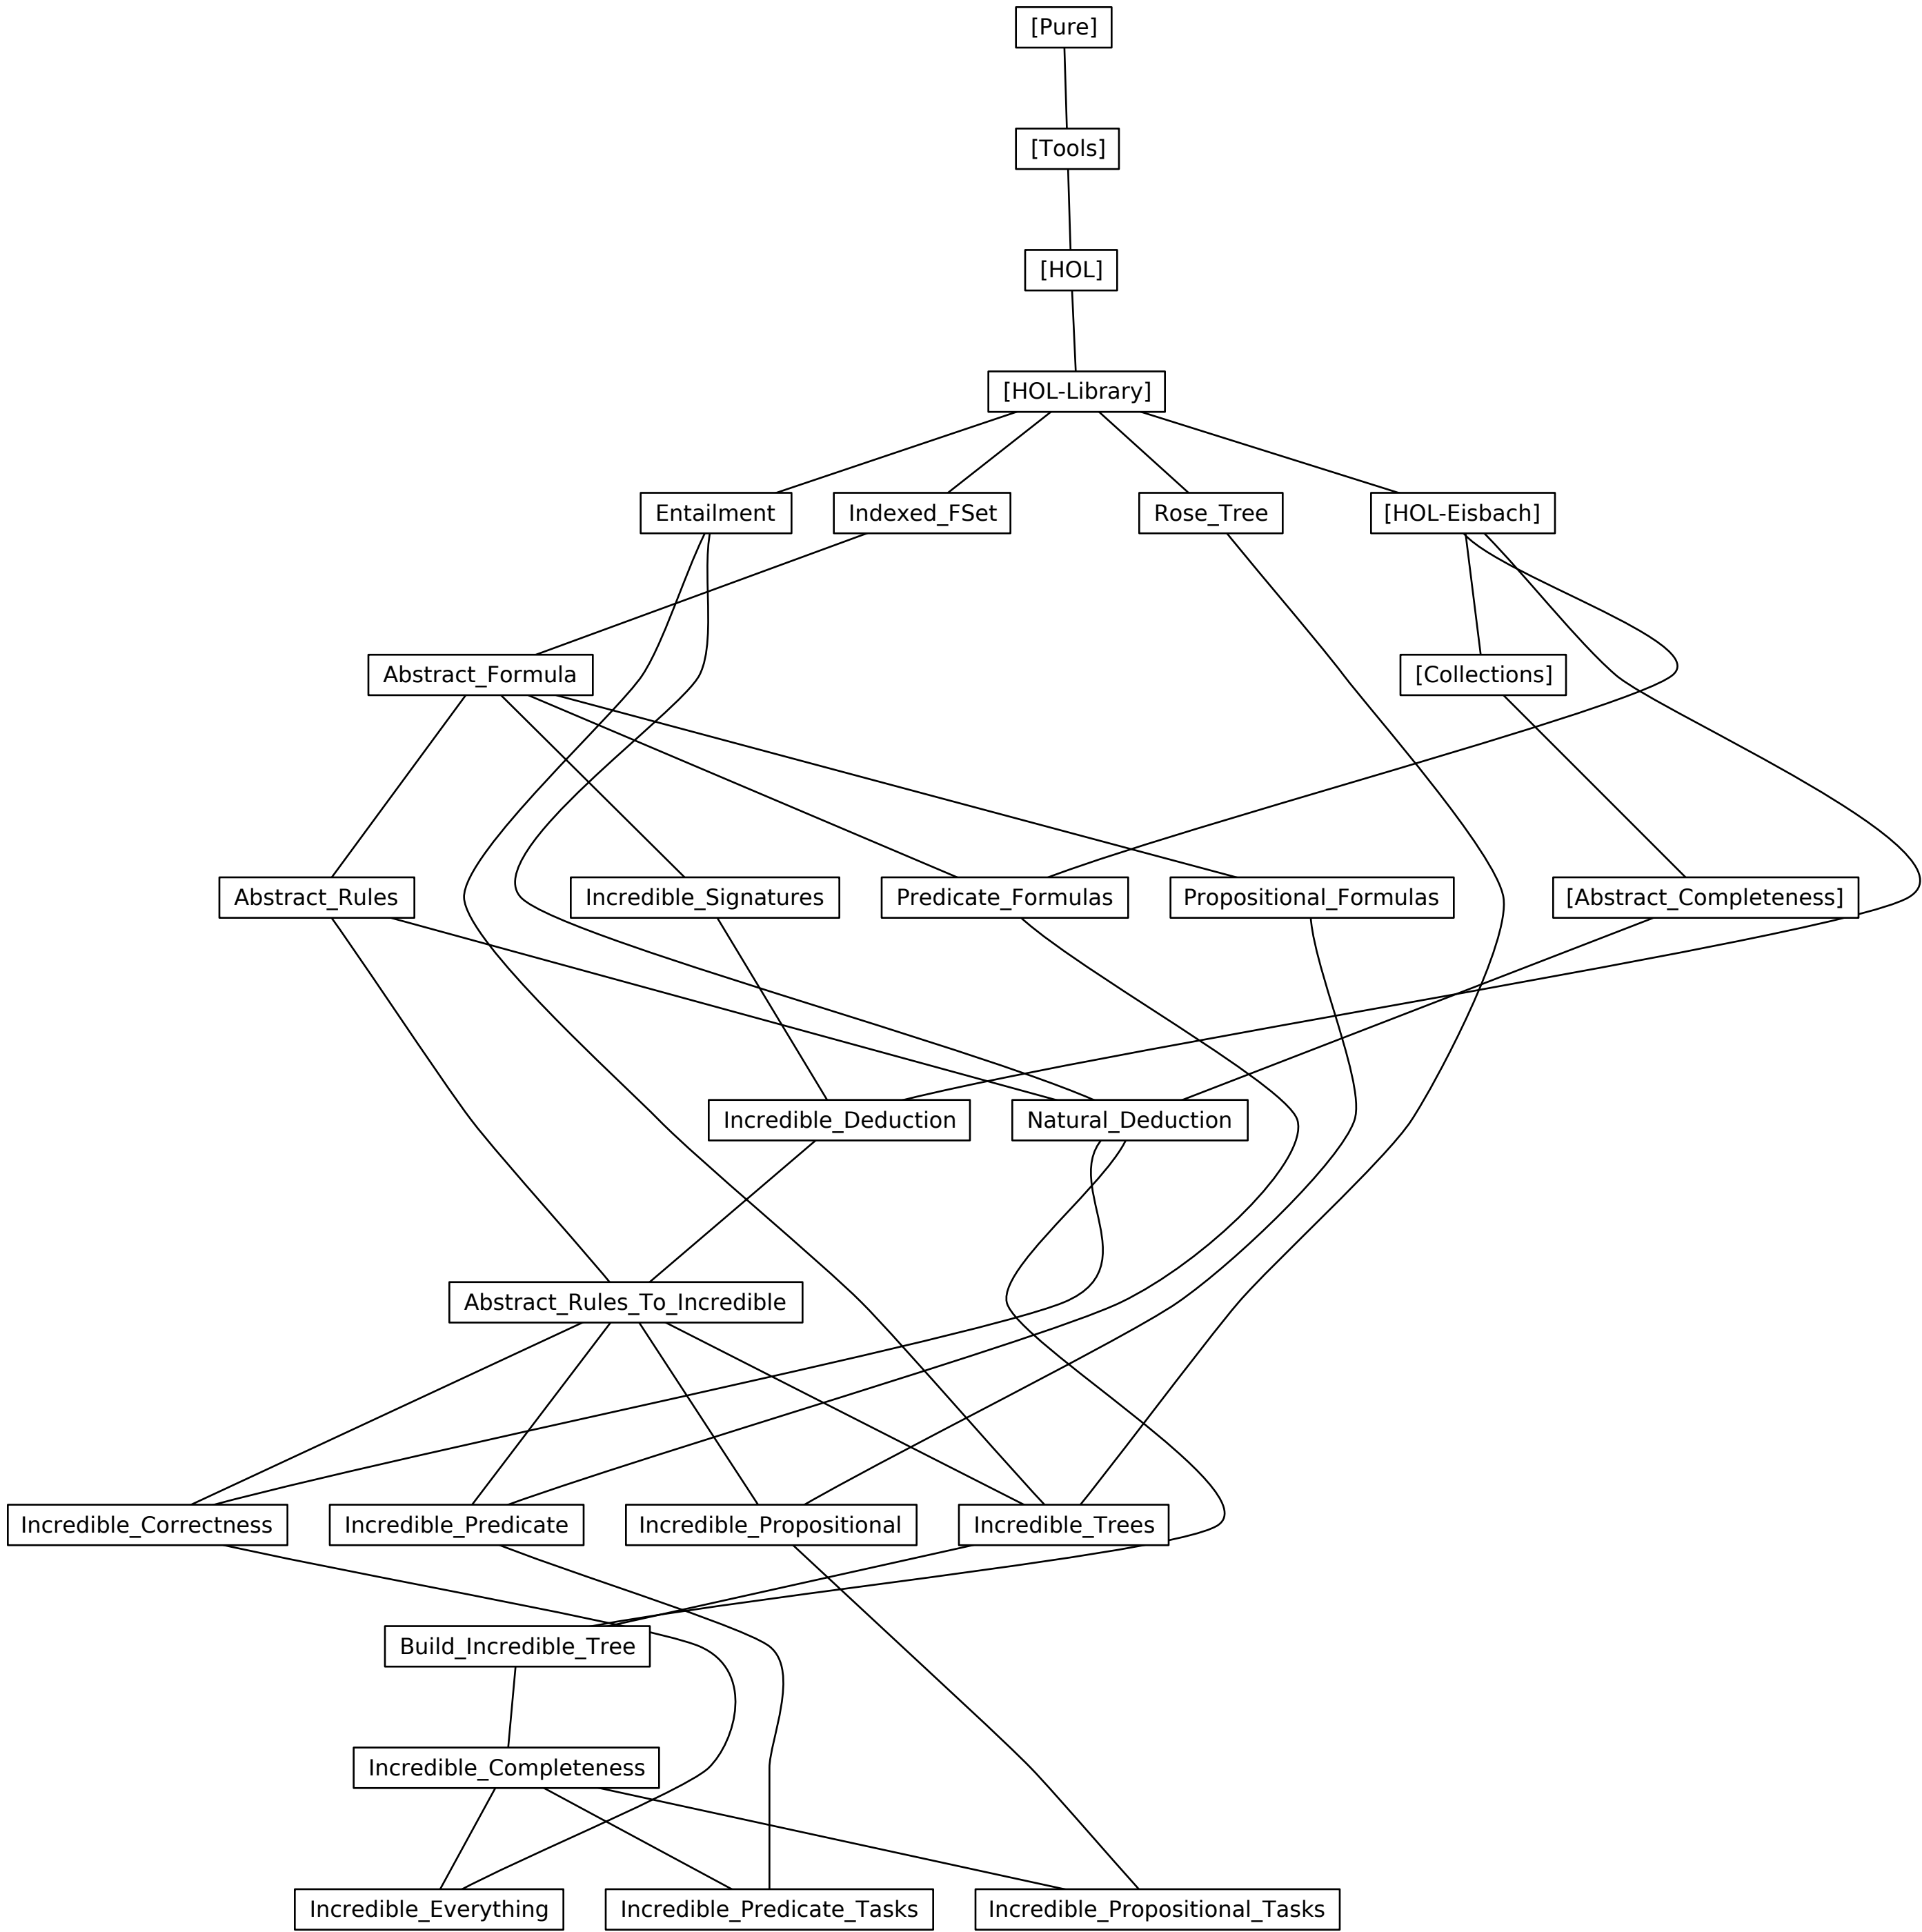 [Pure]
[Tools]
[HOL]
[HOL-Library]
Entailment
Indexed_FSet
Rose_Tree
[HOL-Eisbach]
Abstract_Formula
[Collections]
Abstract_Rules
Incredible_Signatures
Predicate_Formulas
Propositional_Formulas
[Abstract_Completeness]
Incredible_Deduction
Natural_Deduction
Abstract_Rules_To_Incredible
Incredible_Correctness
Incredible_Predicate
Incredible_Propositional
Incredible_Trees
Build_Incredible_Tree
Incredible_Completeness
Incredible_Everything
Incredible_Predicate_Tasks
Incredible_Propositional_Tasks